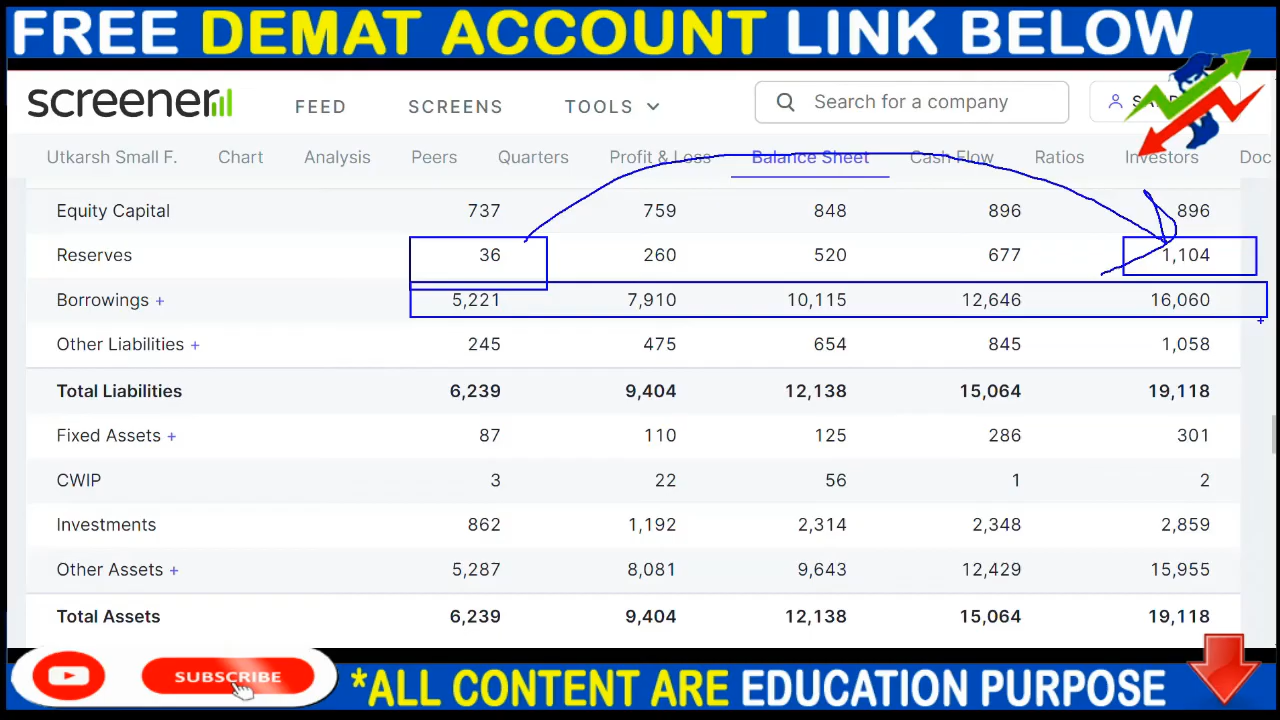 FREE DEMAT ACCOUNT LINK BELOW
screener FEED SCREENS TOOLS Search for a company
Utkarsh Small F. Chart Analysis Peers Quarters Profit & Loss Balance Sheet Cash Flow Ratios Investors Doc
Equity Capital 737 759 848 896 896
Reserves 36 260 520 677 1,104
Borrowings + 5,221 7,910 10,115 12,646 16,060
Other Liabilities + 245 475 654 845 1,058
Total Liabilities 6,239 9,404 12,138 15,064 19,118
Fixed Assets + 87 110 125 286 301
CWIP 3 22 56 1 2
Investments 862 1,192 2,314 2,348 2,859
Other Assets + 5,287 8,081 9,643 12,429 15,955
Total Assets 6,239 9,404 12,138 15,064 19,118
SUBSCRIBE *ALL CONTENT ARE EDUCATION PURPOSE